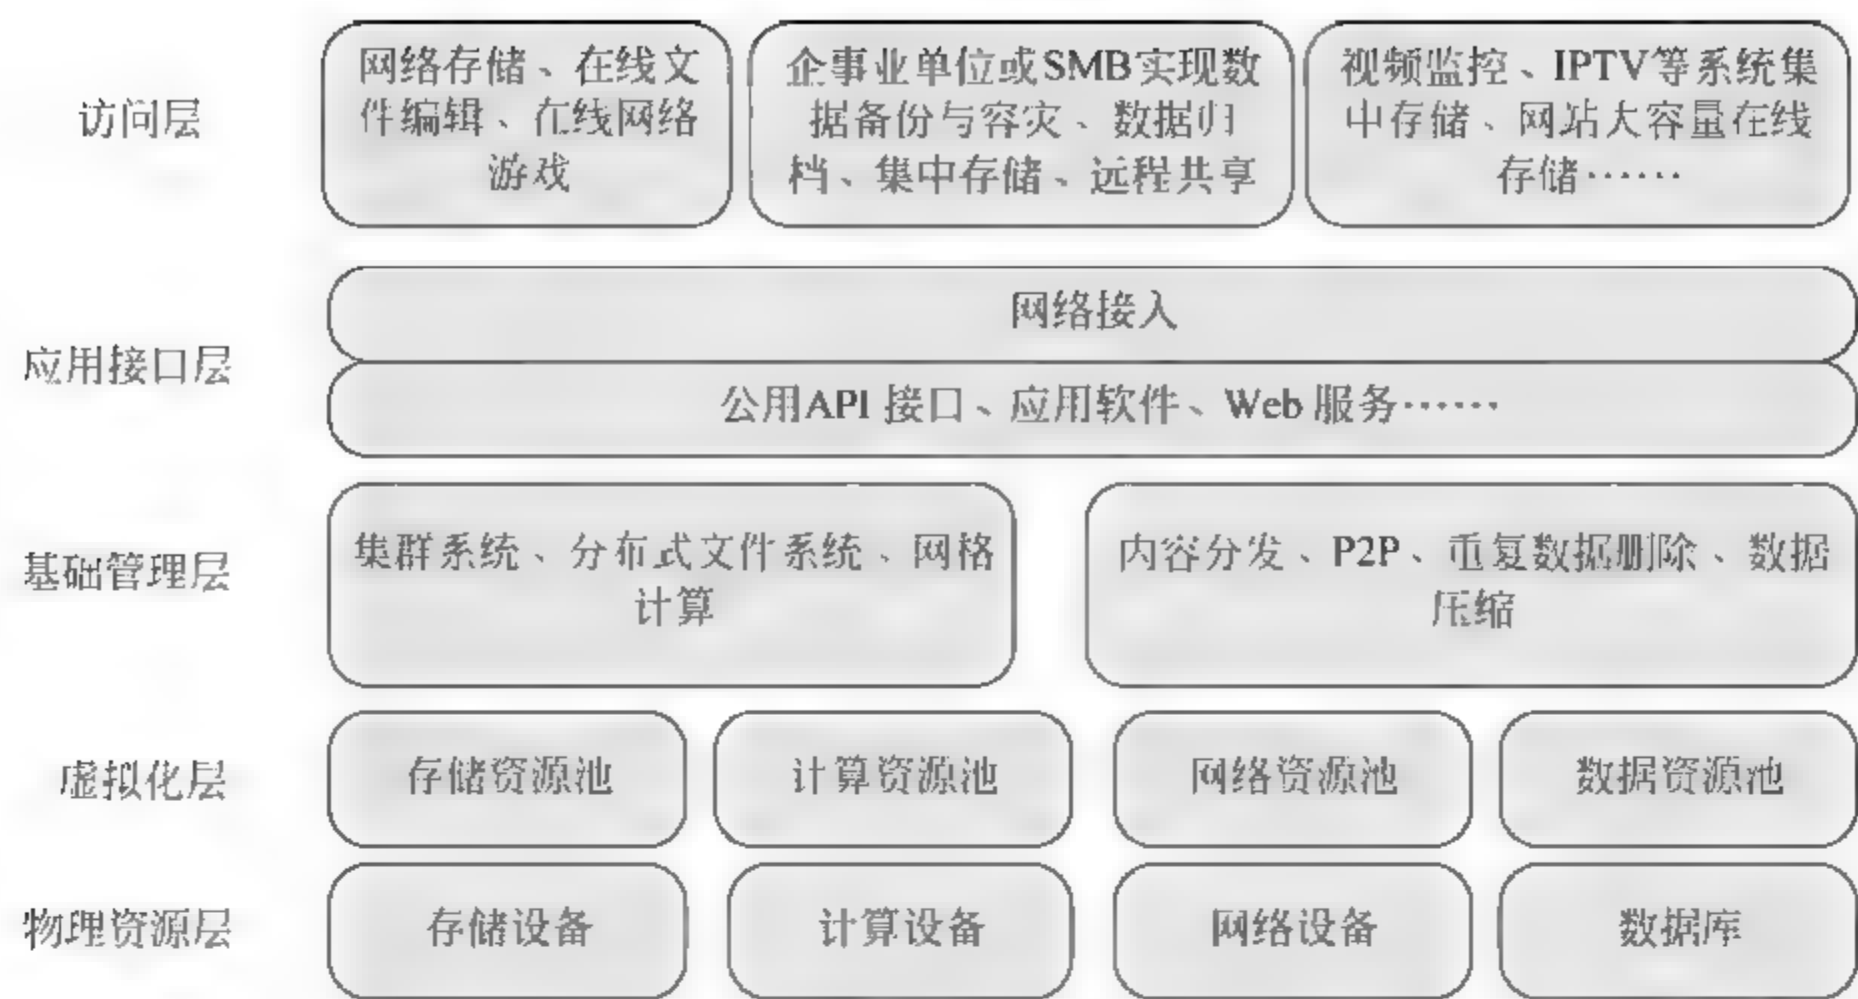 访问层
网络存储、在线文
件编辑、在线网络
游戏
企事业单位或SMB实现数
据备份与容灾、数据归
档、集中存储、远程共享
视频监控、IPTV等系统集
中存储、网站大容量在线
存储……
应用接口层
网络接入
公用API 接口、应用软件、Web 服务……
基础管理层
集群系统、分布式文件系统、网格
计算
内容分发、P2P、重复数据删除、数据
压缩
虚拟化层
存储资源池
计算资源池
网络资源池
数据资源池
物理资源层
存储设备
计算设备
网络设备
数据库